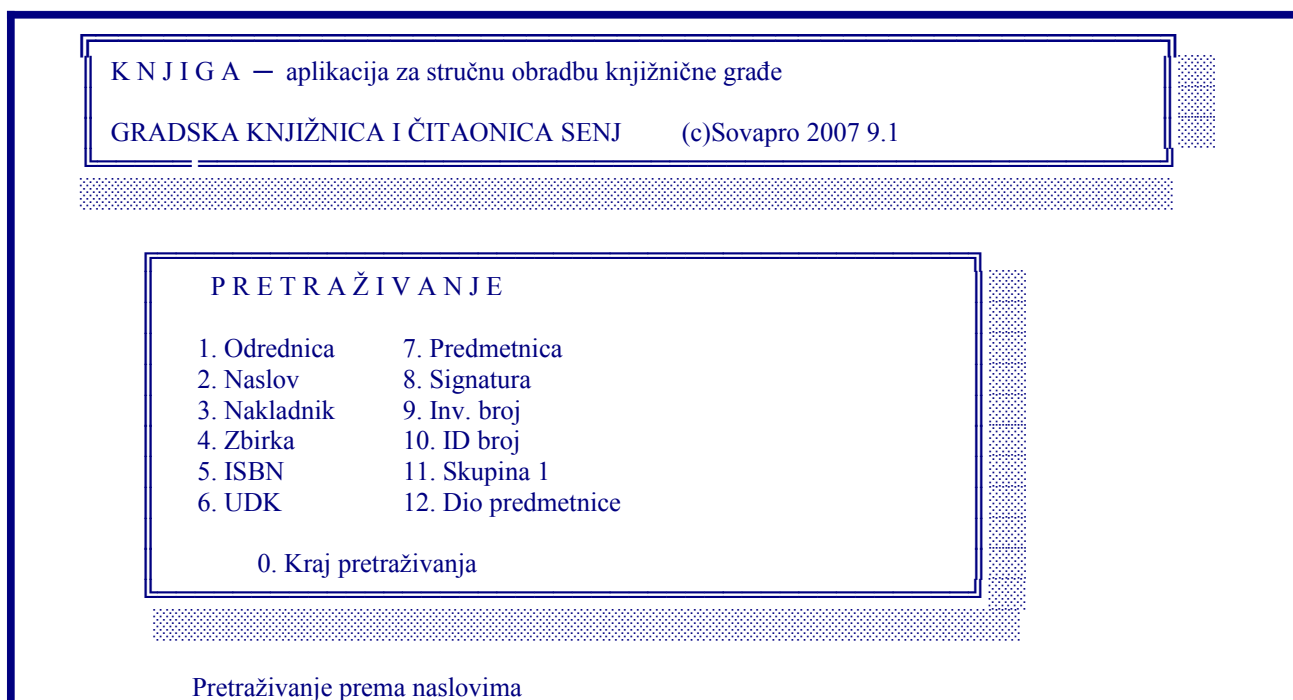 K N J I G A — aplikacija za stručnu obradbu knjižnične građe
GRADSKA KNJIŽNICA I ČITAONICA SENJ (c)Sovapro 2007 9.1
P R E T R A Ž I V A N J E
1. Odrednica 7. Predmetnica
2. Naslov 8. Signatura
3. Nakladnik 9. Inv. broj
4. Zbirka 10. ID broj
5. ISBN 11. Skupina 1
6. UDK 12. Dio predmetnice
0. Kraj pretraživanja
Pretraživanje prema naslovima